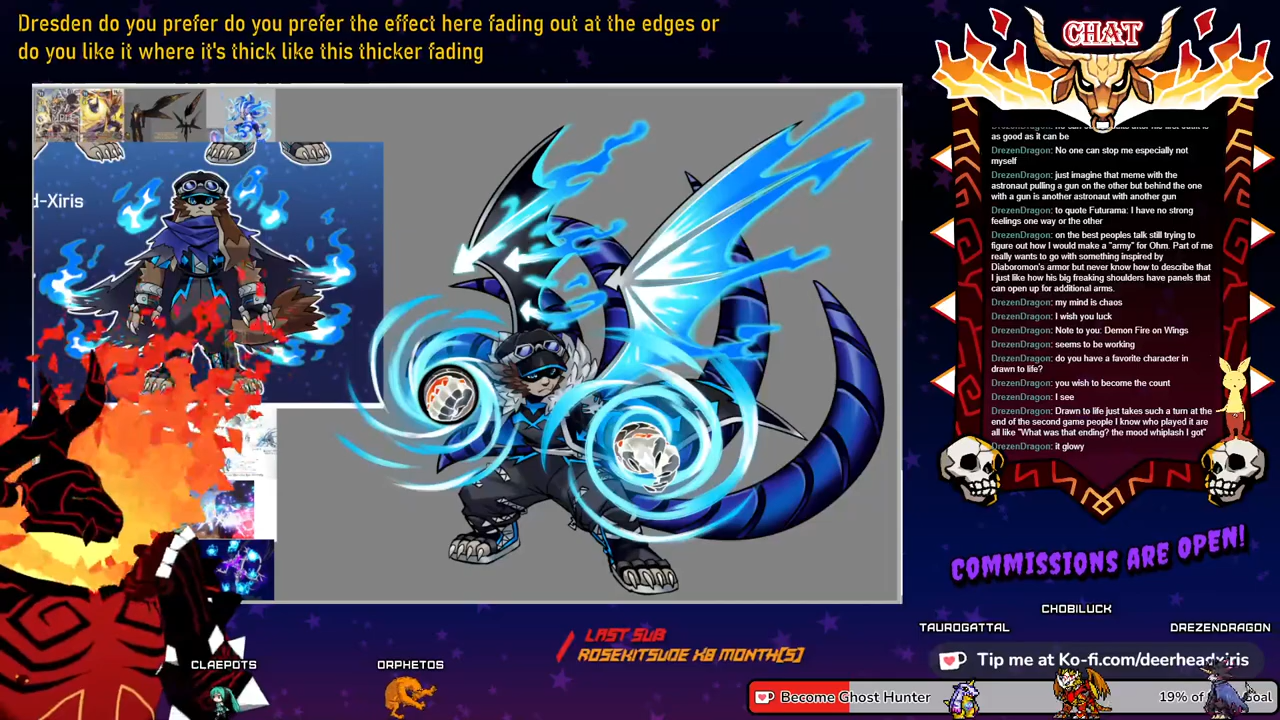 Dresden do you prefer do you prefer the effect here fading out at the edges or
do you like it where it's thick like this thicker fading
CHAT
as good as it can be
DrezenDragon: No one can stop me especially not
myself
DrezenDragon: just imagine that meme with the
astronaut pulling a gun on the other but behind the one
with a gun is another astronaut with another gun
DrezenDragon: to quote Futurama: I have no strong
feelings one way or the other
DrezenDragon: on the best peoples talk still trying to
figure out how I would make a "army" for Ohm. Part of me
really wants to go with something inspired by
Diaboromon's armor but never know how to describe that
I just like how his big freaking shoulders have panels that
can open up for additional arms.
DrezenDragon: my mind is chaos
DrezenDragon: I wish you luck
DrezenDragon: Note to you: Demon Fire on Wings
DrezenDragon: seems to be working
DrezenDragon: do you have a favorite character in
drawn to life?
DrezenDragon: you wish to become the count
DrezenDragon: I see
DrezenDragon: Drawn to life just takes such a turn at the
end of the second game people I know who played it are
all like "What was that ending? the mood whiplash I got"
DrezenDragon: it glowy
d-Xiris
COMMISSIONS ARE OPEN!
CHOBILUCK
TAUROGATTAL
DREZENDRAGON
LAST SUB
ROSEKITSUNE X8 MONTH(S)
CLAEPOTS
ORPHETOS
Tip me at Ko-fi.com/deerheadxiris
Become Ghost Hunter
19% of
Goal